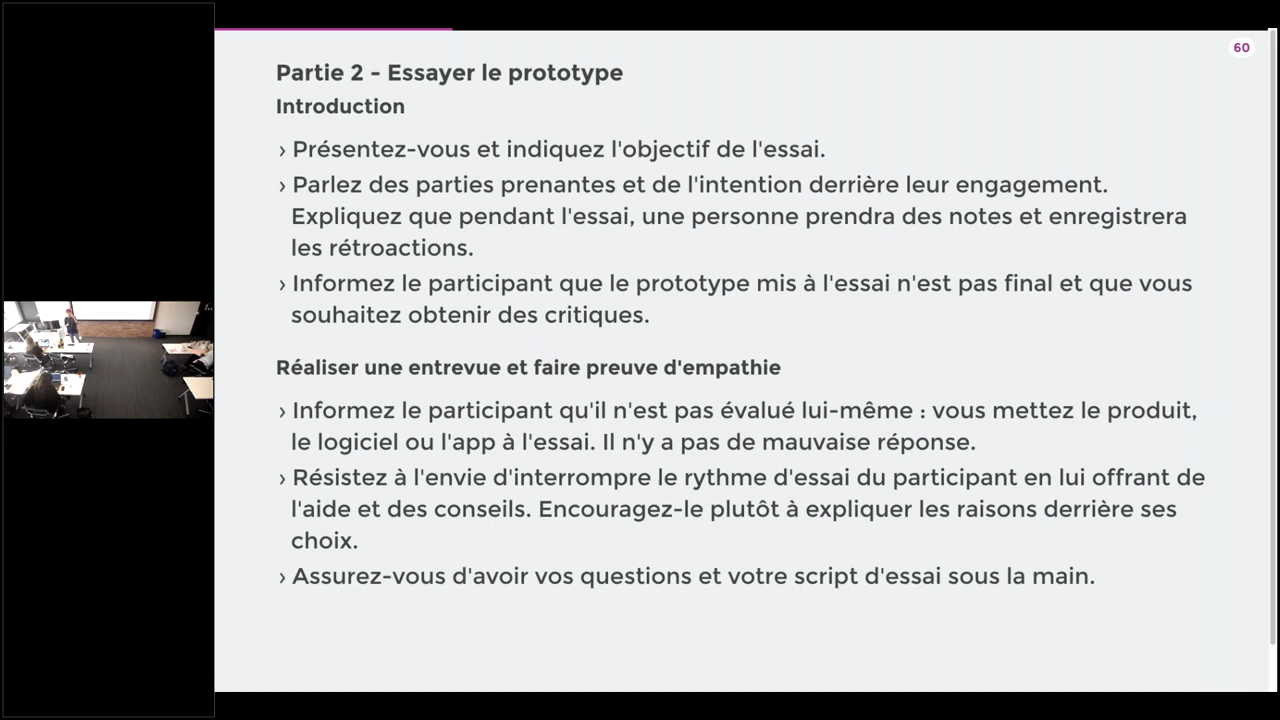 60
Partie 2 - Essayer le prototype
Introduction
› Présentez-vous et indiquez l'objectif de l'essai.
› Parlez des parties prenantes et de l'intention derrière leur engagement.
Expliquez que pendant l'essai, une personne prendra des notes et enregistrera
les rétroactions.
› Informez le participant que le prototype mis à l'essai n'est pas final et que vous
souhaitez obtenir des critiques.
Réaliser une entrevue et faire preuve d'empathie
› Informez le participant qu'il n'est pas évalué lui-même : vous mettez le produit,
le logiciel ou l'app à l'essai. Il n'y a pas de mauvaise réponse.
› Résistez à l'envie d'interrompre le rythme d'essai du participant en lui offrant de
l'aide et des conseils. Encouragez-le plutôt à expliquer les raisons derrière ses
choix.
› Assurez-vous d'avoir vos questions et votre script d'essai sous la main.